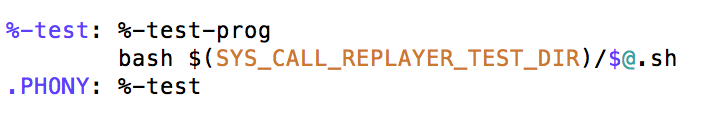 %-test: %-test-prog
bash $(SYS_CALL_REPLAYER_TEST_DIR)/$@.sh
.PHONY: %-test